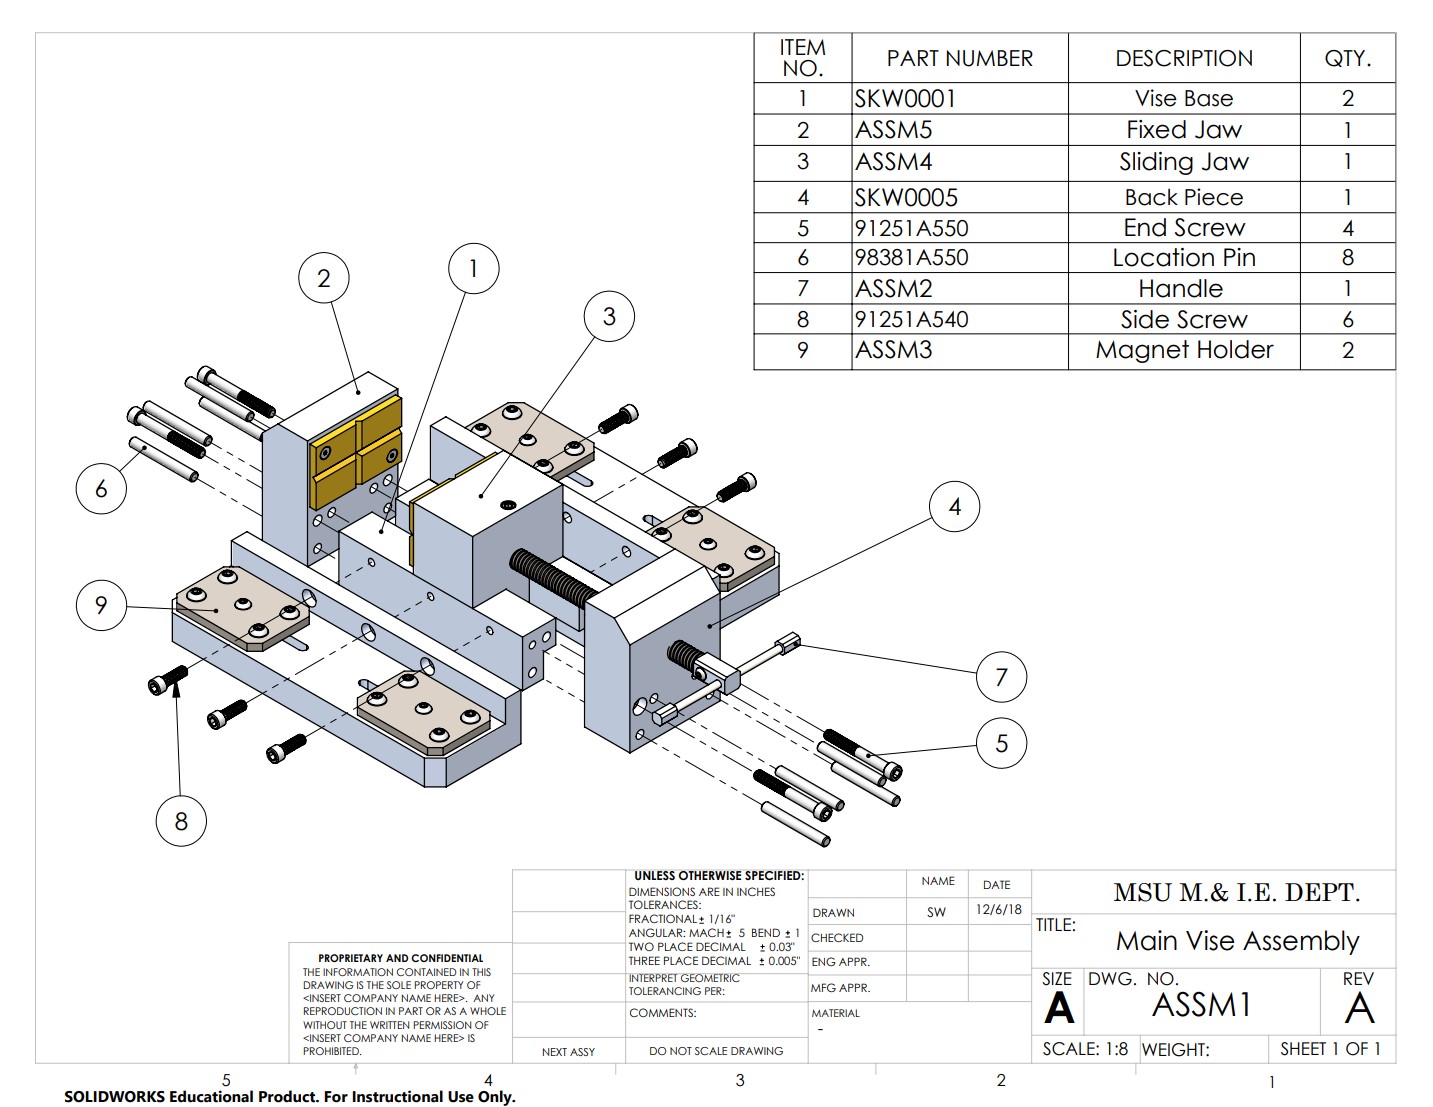 ITEM NO. PART NUMBER DESCRIPTION QTY.
1 SKW0001 Vise Base 2
2 ASSM5 Fixed Jaw 1
3 ASSM4 Sliding Jaw 1
4 SKW0005 Back Piece 1
5 91251A550 End Screw 4
6 98381A550 Location Pin 8
7 ASSM2 Handle 1
8 91251A540 Side Screw 6
9 ASSM3 Magnet Holder 2
1
2
3
6
4
9
7
5
8
PROPRIETARY AND CONFIDENTIAL
THE INFORMATION CONTAINED IN THIS
DRAWING IS THE SOLE PROPERTY OF
<INSERT COMPANY NAME HERE>. ANY
REPRODUCTION IN PART OR AS A WHOLE
WITHOUT THE WRITTEN PERMISSION OF
<INSERT COMPANY NAME HERE> IS
PROHIBITED.
NEXT ASSY
UNLESS OTHERWISE SPECIFIED:
DIMENSIONS ARE IN INCHES
TOLERANCES:
FRACTIONAL ± 1/16"
ANGULAR: MACH ± 5 BEND ± 1
TWO PLACE DECIMAL ± 0.03"
THREE PLACE DECIMAL ± 0.005"
INTERPRET GEOMETRIC
TOLERANCING PER:
COMMENTS:
DO NOT SCALE DRAWING
NAME DATE
DRAWN SW 12/6/18
CHECKED
ENG APPR.
MFG APPR.
MATERIAL
-
MSU M.& I.E. DEPT.
TITLE:
Main Vise Assembly
SIZE DWG. NO. REV
A ASSM1 A
SCALE: 1:8 WEIGHT: SHEET 1 OF 1
5 4 3 2 1
SOLIDWORKS Educational Product. For Instructional Use Only.